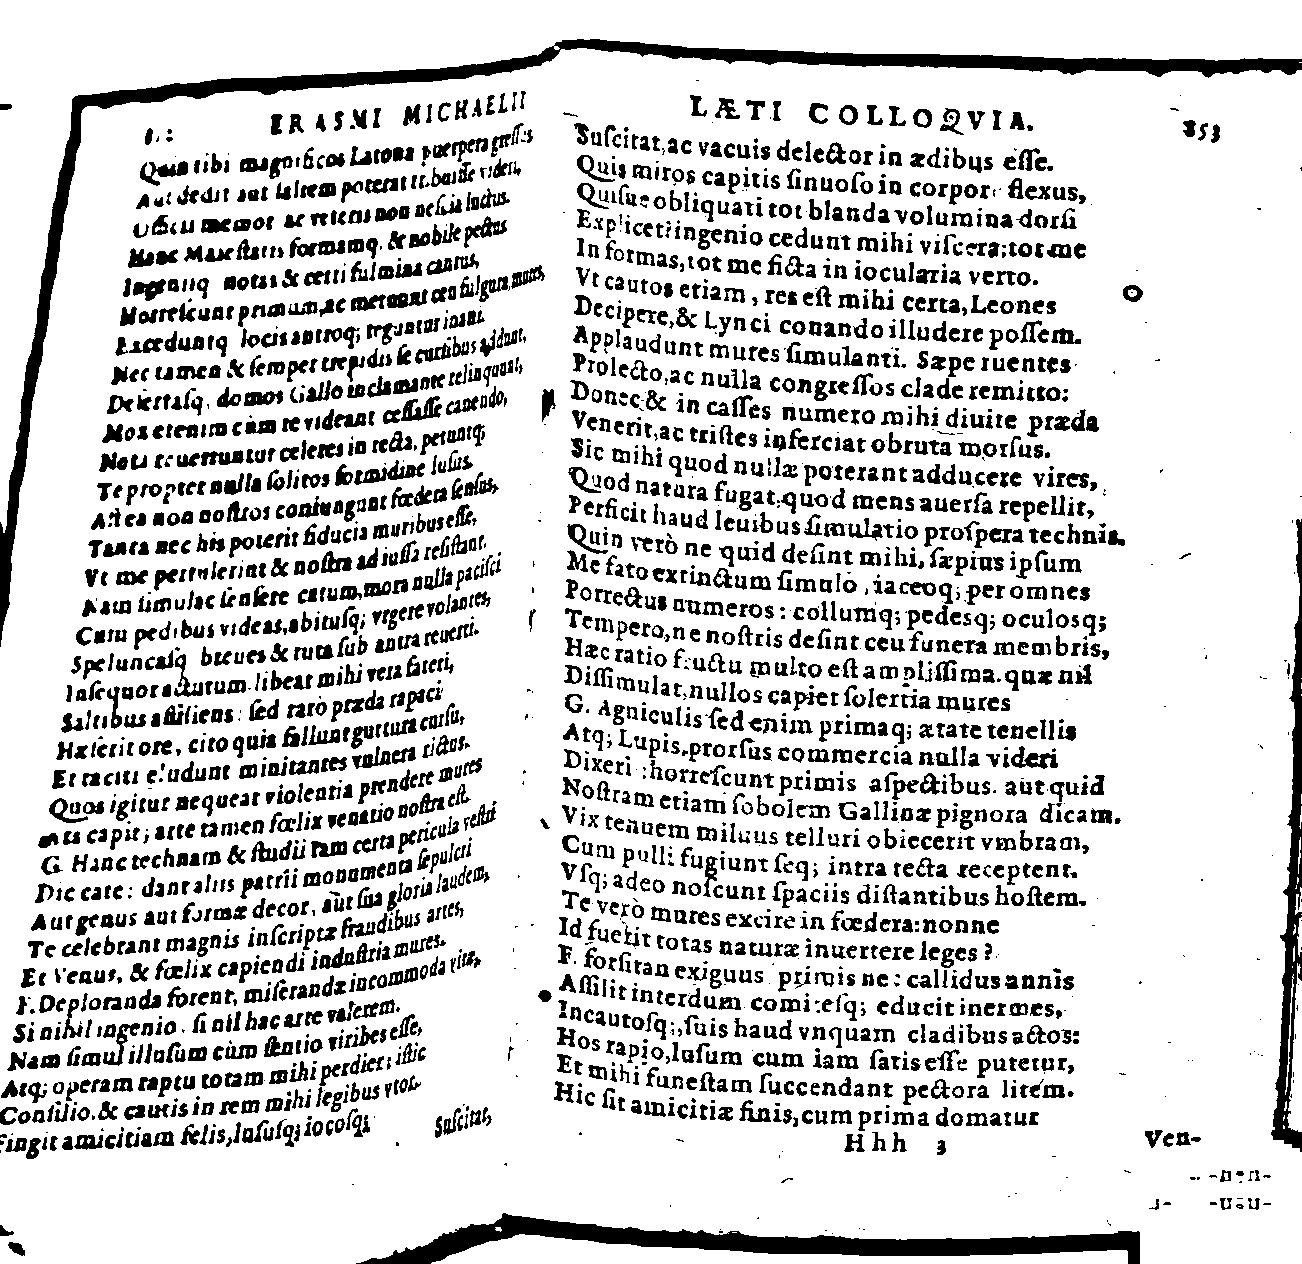 ERASMI MICHAELII
Quin tibi magnificos Latona puerpera gressus
Aut dedit aut saltem poterat
memor ac veteris non nescia luctus.
Hanc Maiestatis formamq; & nobile pectus
Ingeniiq notas & certi fulmina cantus,
Horrescunt primum, ac metuunt ceu fulgura mures,
Exceduntq locis antroq; teguntur inani.
Nec tamen & semper trepidis se cursibus addunt,
Desertasq; domos Gallo inclamante relinquunt,
Mox etenim cùm te videant cessasse canendo,
Noti reuertuntur celeres in tecta, petuntq;
Te propter nulla solitos formidine lusus.
At ea non nostros coniungunt fœdera sensus,
Tanta nec his poterit fiducia muribus esse,
Vt me pertulerint & nostra ad iussa resistant.
Nam simulac sensere catum, mora nulla pacisci
Cum pedibus videas, abitusq; vrgere volantes,
Speluncasq breues & tuta sub antra reuerti.
Insequor actutum. libeat mihi vera fateri,
Saltibus assiliens: sed rarò præda rapaci
Hæserit ore, cito quia fallunt guttura cursu,
Et taciti eludunt minitantes vulnera rictus.
Quos igitur nequeat violentia prendere mures
capit; arte tamen fœlix venatio nostra est.
G. Hanc technam & studii tam certa pericula vestri
Dic cate: dant aliis patrii monumenta sepulcri
Aut genus aut formæ decor, aut sua gloria laudem,
Te celebrant magnis inscriptæ fraudibus artes,
Et Venus, & fœlix capiendi industria mures.
F. Deploranda forent, miserandæ incommoda vitæ,
Si nihil ingenio, si nil hac arte valerem.
Nam simul illusum cùm sentio viribus esse,
Atq; operam raptu totam mihi perdier; istic
Consilio, & cautis in rem mihi legibus vtor.
Fingit amicitiam felis, lususq; iocosq;
Suscitat,
LÆTI COLLOQVIA.
853
Suscitat, ac vacuis delector in ædibus esse.
Quis miros capitis sinuoso in corpore flexus,
Quisue obliquati tot blanda volumina dorsi
Explicet? ingenio cedunt mihi viscera; tot me
In formas, tot me ficta in iocularia verto.
Vt cautos etiam, res est mihi certa, Leones
Decipere, & Lynci conando illudere possem.
Applaudunt mures simulanti. Sæpe ruentes
Prolecto, ac nulla congressos clade remitto:
Donec & in casses numero mihi diuite præda
Venerit, ac tristes inferciat obruta morsus.
Sic mihi quod nullæ poterant adducere vires,
Quod natura fugat, quod mens auersa repellit,
Perficit haud leuibus simulatio prospera technis.
Quin verò ne quid desint mihi, sæpius ipsum
Me fato extinctum simulo, iaceoq; per omnes
Porrectus numeros: collumq; pedesq; oculosq;
Tempero, ne nostris desint ceu funera membris,
Hæc ratio fructu multo est amplissima. quæ nil
Dissimulat, nullos capiet solertia mures
G. Agniculis sed enim primaq; ætate tenellis
Atq; Lupis, prorsus commercia nulla videri
Dixeri: horrescunt primis aspectibus. aut quid
Nostram etiam sobolem Gallinæ pignora dicam.
Vix tenuem miluus telluri obiecerit vmbram,
Cum pulli fugiunt seq; intra tecta receptent.
Vsq; adeo noscunt spaciis distantibus hostem.
Te verò mures excire in fœdera: nonne
Id fuerit totas naturæ inuertere leges?
F. forsitan exiguus primis ne: callidus annis
Assilit interdum comitesq; educit inermes,
Incautosq;, suis haud vnquam cladibus actos:
Hos rapio, lusum cum iam satis esse putetur,
Et mihi funestam succendant pectora litem.
Hic sit amicitiæ finis, cum prima domatur
Hhh 3
Ven-